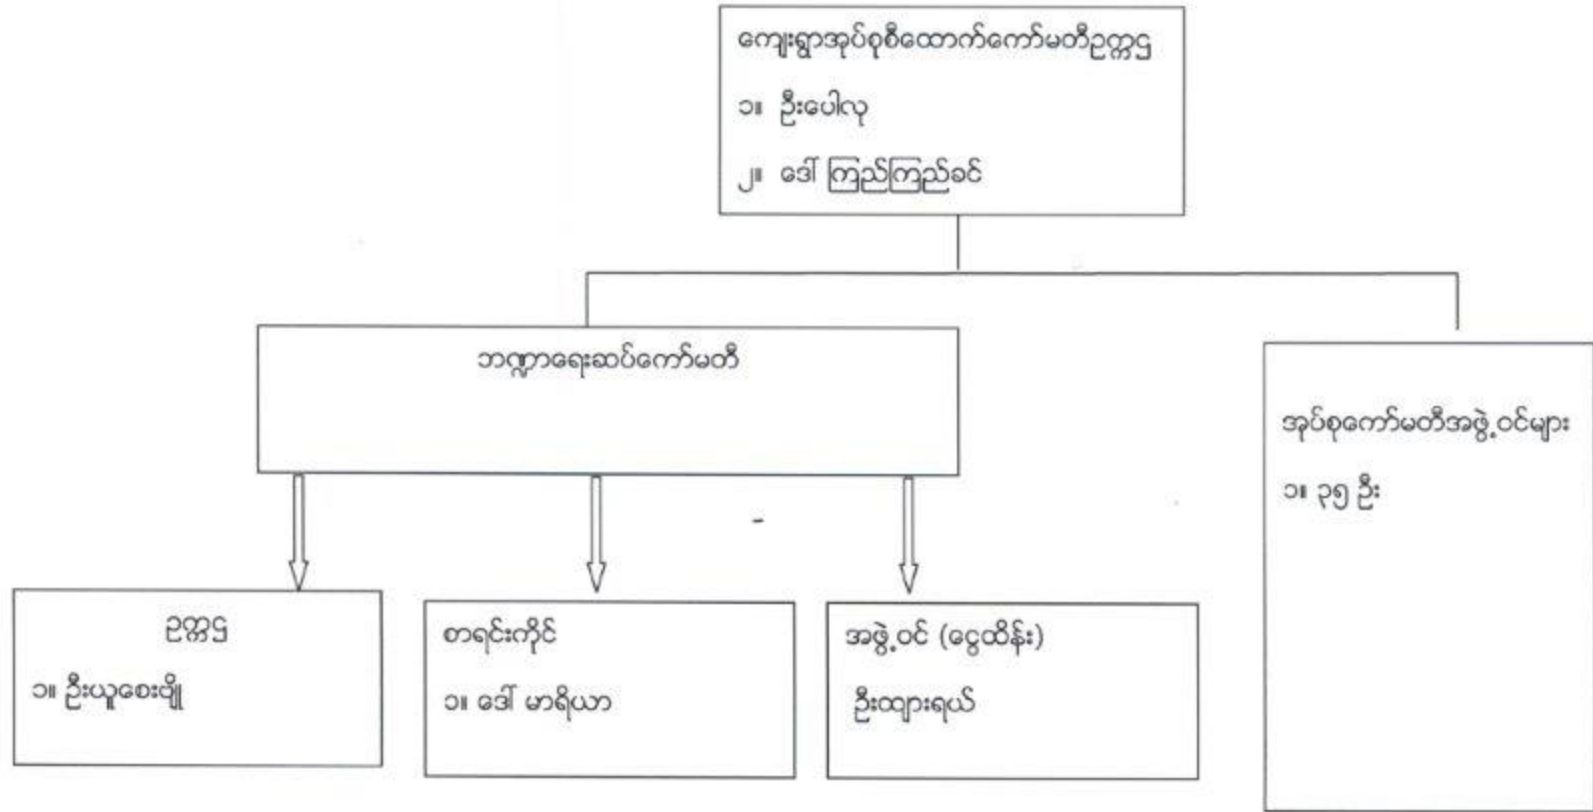 ကျေးရွာအုပ်စုစီထောက်ကော်မတီဥက္ကဌ
၁။ ဦးပေါလု
၂။ ဒေါ် ကြည်ကြည်ခင်
ဘဏ္ဍာရေးဆပ်ကော်မတီ
အုပ်စုကော်မတီအဖွဲ့ဝင်များ
၁။ ၃၅ ဦး
ဥက္ကဌ
၁။ ဦးယူစေးဗျို
စာရင်းကိုင်
၁။ ဒေါ် မာရိယာ
အဖွဲ့ဝင် (ငွေထိန်း)
ဦးထျားရယ်